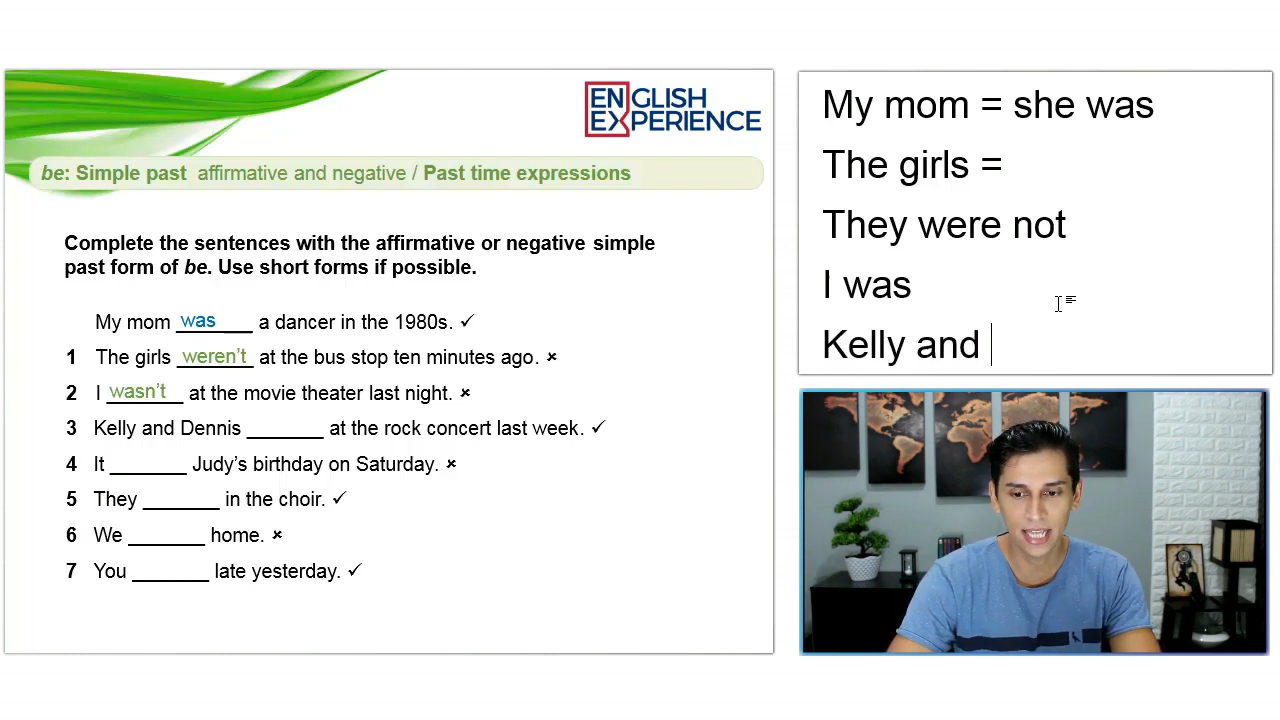 ENGLISH
EXPERIENCE
be: Simple past affirmative and negative / Past time expressions
Complete the sentences with the affirmative or negative simple
past form of be. Use short forms if possible.
My mom was a dancer in the 1980s. ✓
1 The girls weren't at the bus stop ten minutes ago. ×
2 I wasn't at the movie theater last night. ×
3 Kelly and Dennis _______ at the rock concert last week. ✓
4 It _______ Judy's birthday on Saturday. ×
5 They _______ in the choir. ✓
6 We _______ home. ×
7 You _______ late yesterday. ✓
My mom = she was
The girls =
They were not
I was
Kelly and